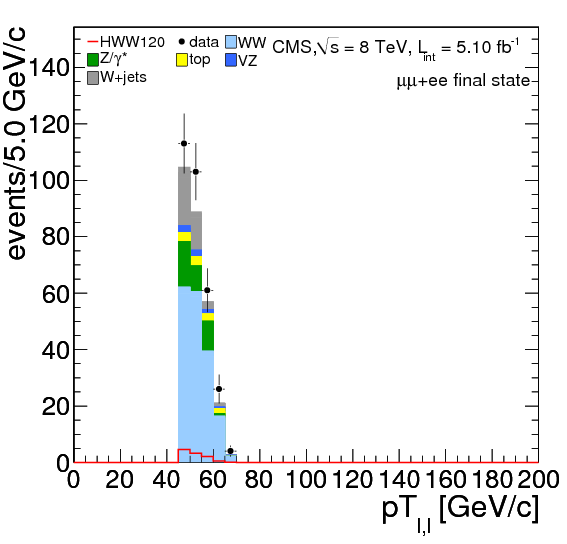 HWW120 data WW
Z/γ* top VZ
W+jets
CMS,√s = 8 TeV, L_int = 5.10 fb⁻¹
μμ+ee final state
events/5.0 GeV/c
140
120
100
80
60
40
20
0
0 20 40 60 80 100 120 140 160 180 200
pT_l,l [GeV/c]